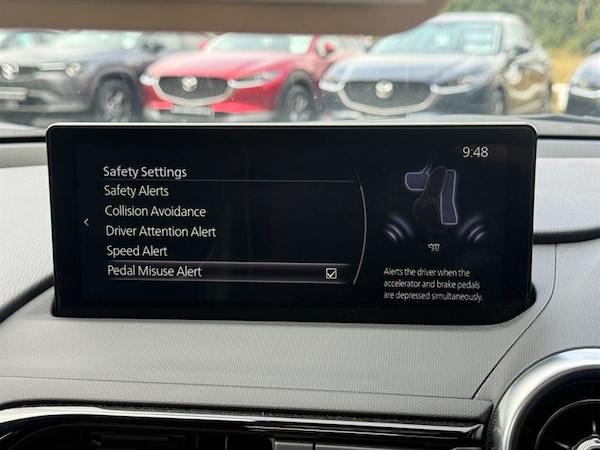 9:48
Safety Settings
Safety Alerts
Collision Avoidance
Driver Attention Alert
Speed Alert
Pedal Misuse Alert
Alerts the driver when the
accelerator and brake pedals
are depressed simultaneously.